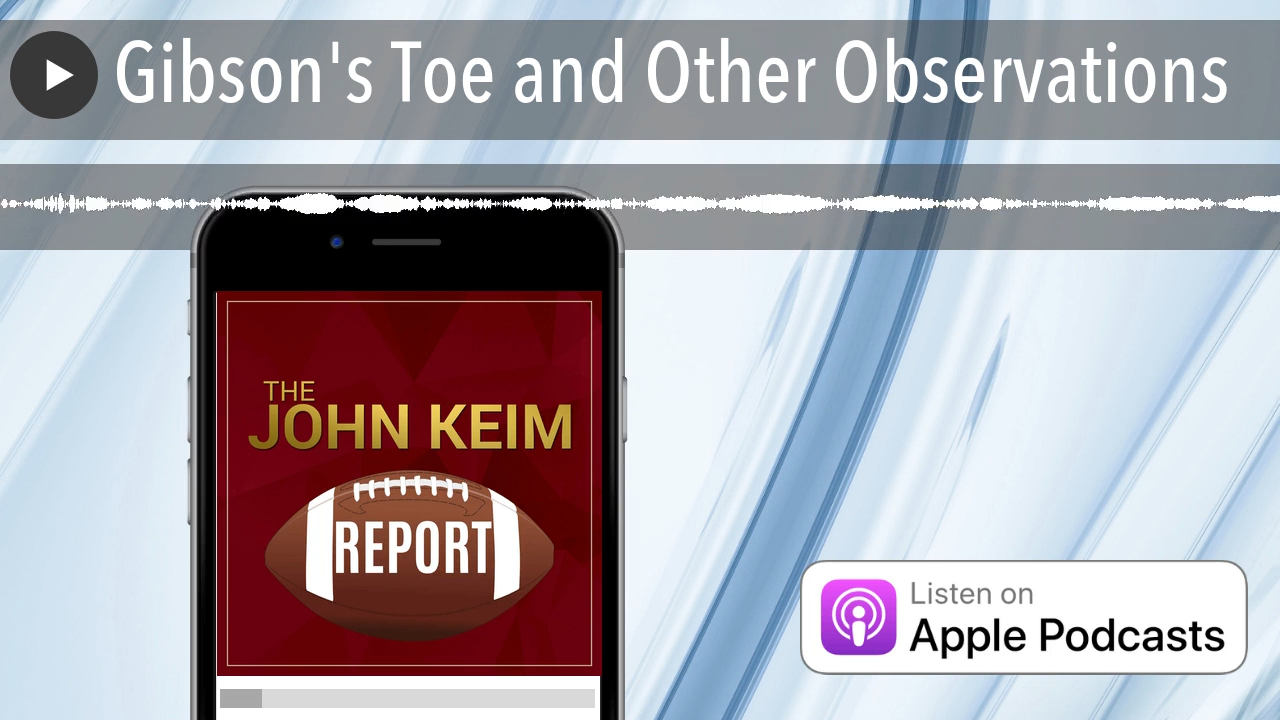 Gibson's Toe and Other Observations
THE
JOHN KEIM
REPORT
Listen on
Apple Podcasts